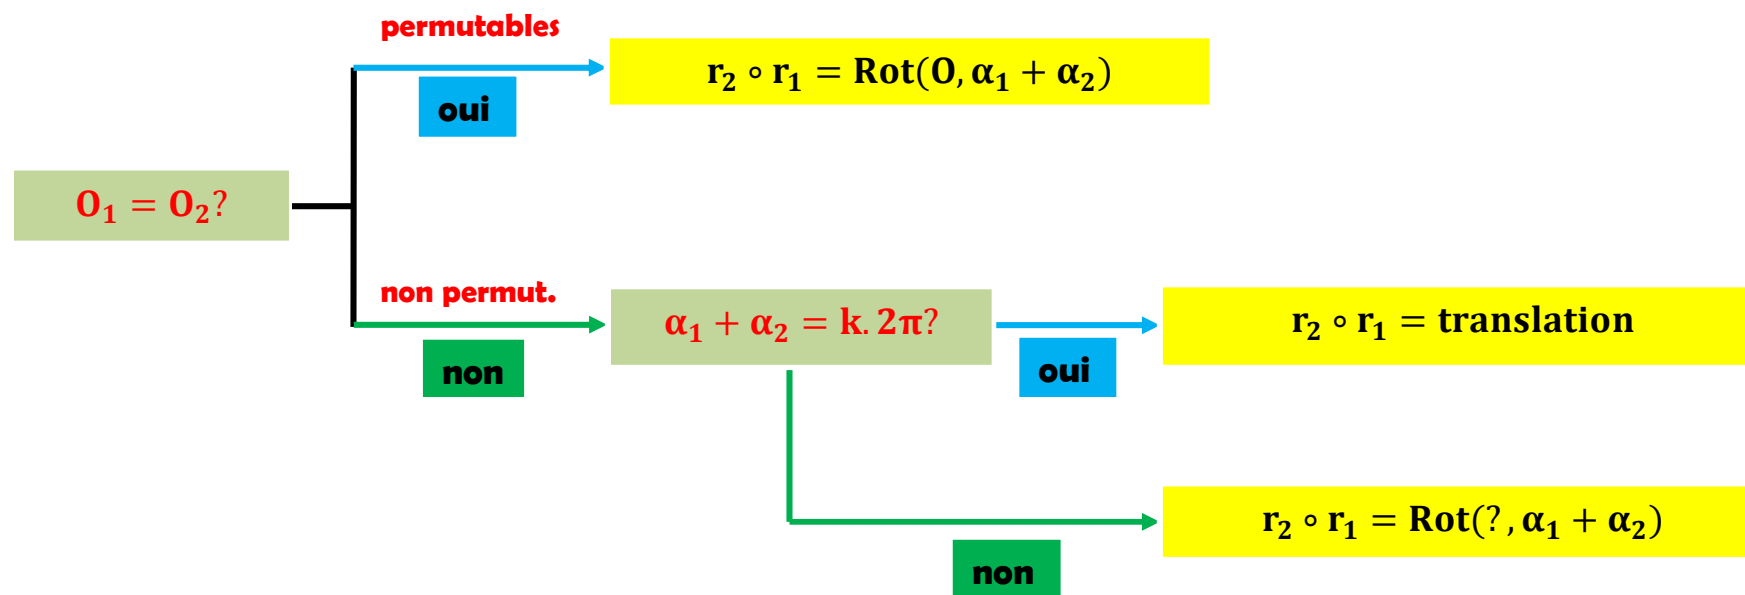 permutables
r₂ ∘ r₁ = Rot(O, α₁ + α₂)
oui
O₁ = O₂?
non permut.
α₁ + α₂ = k. 2π?
r₂ ∘ r₁ = translation
non
oui
r₂ ∘ r₁ = Rot(?, α₁ + α₂)
non